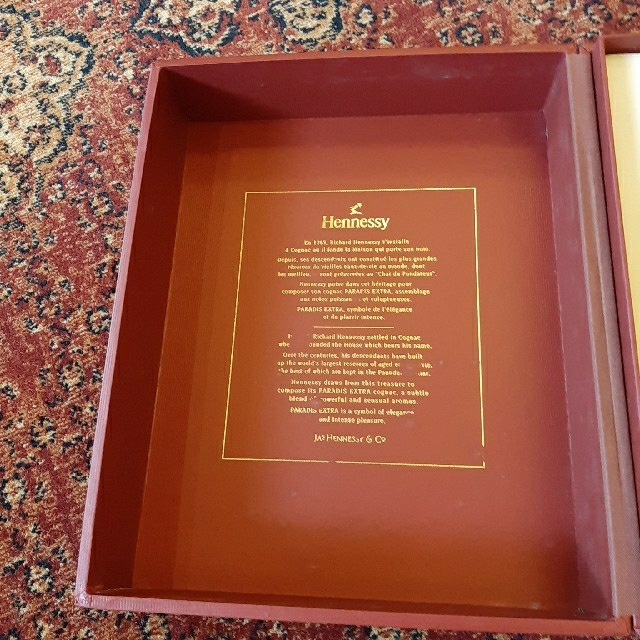 Hennessy
En 1765, Richard Hennessy s'installe
à Cognac où il fonde la Maison qui porte son nom.
Depuis, ses descendants ont constitué les plus grandes
réserves de vieilles eaux-de-vie au monde, dont
les meilleures sont préservées au "Chai du Fondateur".
Hennessy puise dans cet héritage pour
composer son cognac PARADIS EXTRA, assemblage
aux notes et voluptueuses.
PARADIS EXTRA, symbole de l'élégance
et du plaisir intense.
Richard Hennessy settled in Cognac
the House which bears his name.
Over the centuries, his descendants have built
up the world's largest reserves of aged
the best of which are kept in the
Hennessy draws from this treasure to
compose its PARADIS EXTRA cognac, a subtle
blend powerful and sensual aromas.
PARADIS EXTRA is a symbol of elegance
and intense pleasure.
JAS HENNESSY & CO